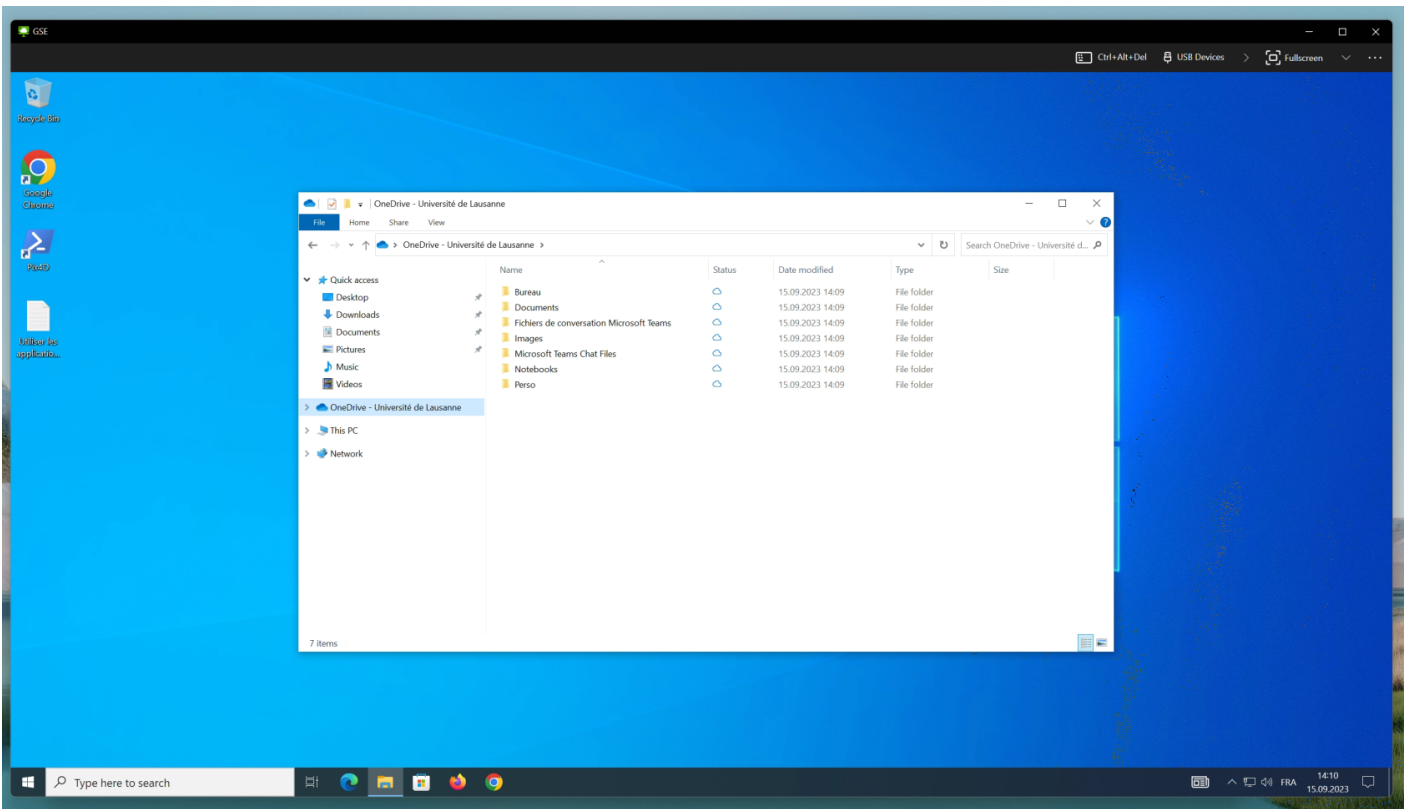 GSE
Ctrl+Alt+Del USB Devices Fullscreen
Recycle Bin
Google
Chrome
Pix4D
Utiliser les
applicatio...
OneDrive - Université de Lausanne
File Home Share View
OneDrive - Université de Lausanne
Search OneDrive - Université d...
Name Status Date modified Type Size
Quick access
Desktop
Downloads
Documents
Pictures
Music
Videos
OneDrive - Université de Lausanne
This PC
Network
Bureau 15.09.2023 14:09 File folder
Documents 15.09.2023 14:09 File folder
Fichiers de conversation Microsoft Teams 15.09.2023 14:09 File folder
Images 15.09.2023 14:09 File folder
Microsoft Teams Chat Files 15.09.2023 14:09 File folder
Notebooks 15.09.2023 14:09 File folder
Perso 15.09.2023 14:09 File folder
7 items
Type here to search
FRA
14:10
15.09.2023